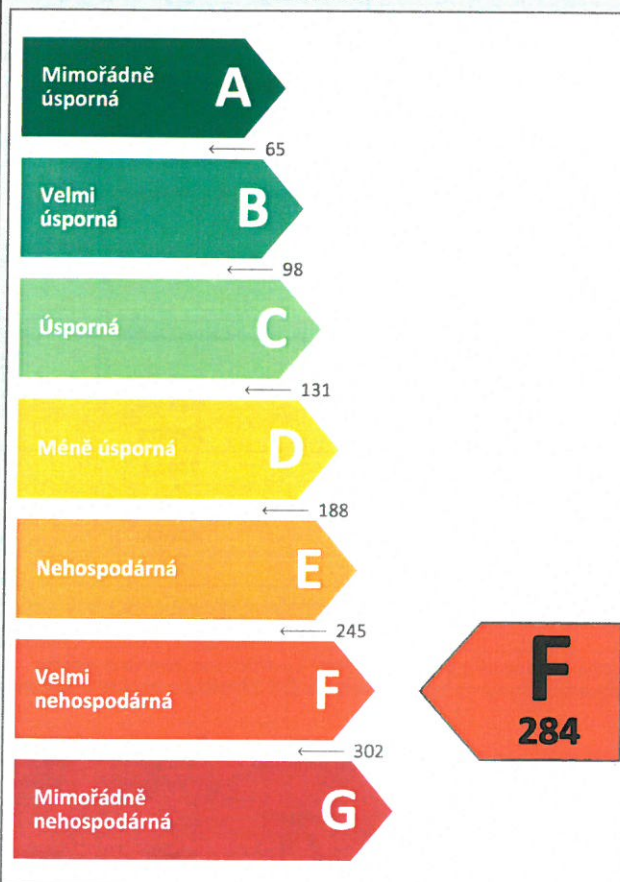 Mimořádně
úsporná
A
← 65
Velmi
úsporná
B
← 98
Úsporná
C
← 131
Méně úsporná
D
← 188
Nehospodárná
E
← 245
Velmi
nehospodárná
F
F
284
← 302
Mimořádně
nehospodárná
G